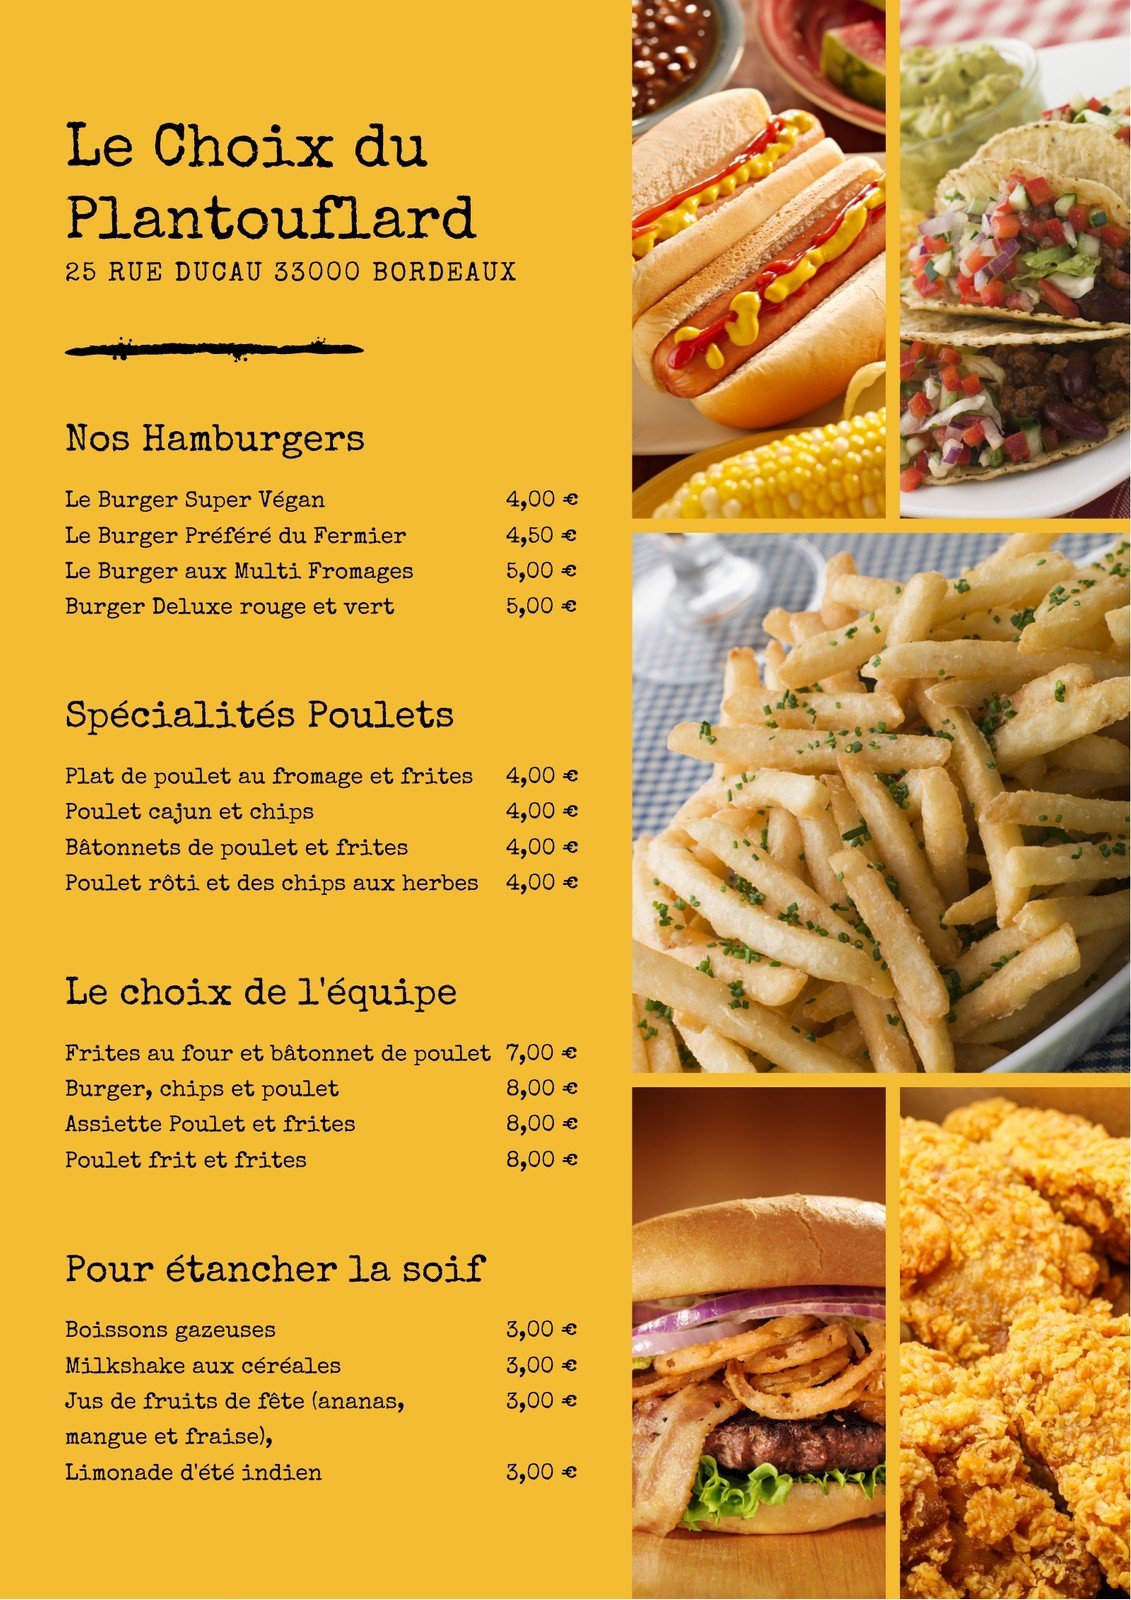 Le Choix du
Plantouflard
25 RUE DUCAU 33000 BORDEAUX
Nos Hamburgers
Le Burger Super Végan 4,00 €
Le Burger Préféré du Fermier 4,50 €
Le Burger aux Multi Fromages 5,00 €
Burger Deluxe rouge et vert 5,00 €
Spécialités Poulets
Plat de poulet au fromage et frites 4,00 €
Poulet cajun et chips 4,00 €
Bâtonnets de poulet et frites 4,00 €
Poulet rôti et des chips aux herbes 4,00 €
Le choix de l'équipe
Frites au four et bâtonnet de poulet 7,00 €
Burger, chips et poulet 8,00 €
Assiette Poulet et frites 8,00 €
Poulet frit et frites 8,00 €
Pour étancher la soif
Boissons gazeuses 3,00 €
Milkshake aux céréales 3,00 €
Jus de fruits de fête (ananas, 3,00 €
mangue et fraise),
Limonade d'été indien 3,00 €